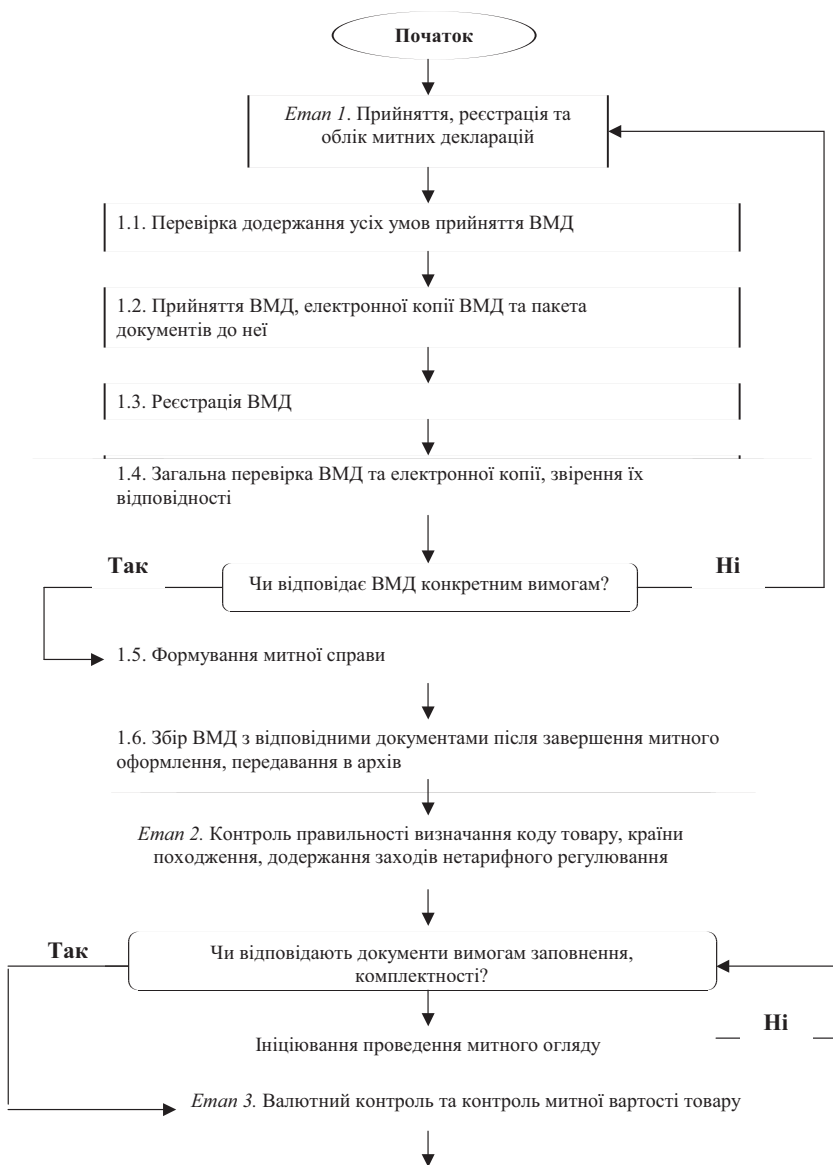 Початок
Етап 1. Прийняття, реєстрація та
облік митних декларацій
1.1. Перевірка додержання усіх умов прийняття ВМД
1.2. Прийняття ВМД, електронної копії ВМД та пакета
документів до неї
1.3. Реєстрація ВМД
1.4. Загальна перевірка ВМД та електронної копії, звірення їх
відповідності
Так
Чи відповідає ВМД конкретним вимогам?
Ні
1.5. Формування митної справи
1.6. Збір ВМД з відповідними документами після завершення митного
оформлення, передавання в архів
Етап 2. Контроль правильності визначання коду товару, країни
походження, додержання заходів нетарифного регулювання
Так
Чи відповідають документи вимогам заповнення,
комплектності?
Ні
Ініціювання проведення митного огляду
Етап 3. Валютний контроль та контроль митної вартості товару